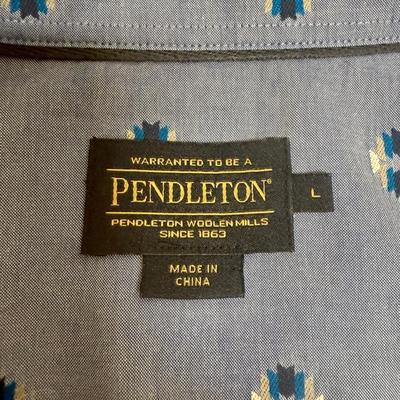 WARRANTED TO BE A
PENDLETON®
PENDLETON WOOLEN MILLS
SINCE 1863
L
MADE IN
CHINA